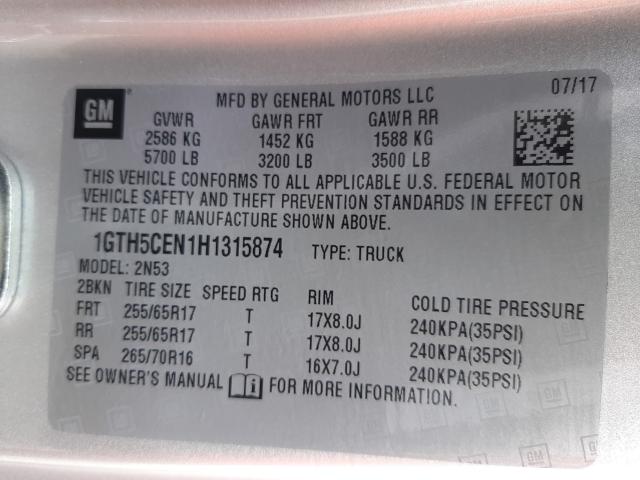 07/17
GM MFD BY GENERAL MOTORS LLC
GVWR GAWR FRT GAWR RR
2586 KG 1452 KG 1588 KG
5700 LB 3200 LB 3500 LB
THIS VEHICLE CONFORMS TO ALL APPLICABLE U.S. FEDERAL MOTOR
VEHICLE SAFETY AND THEFT PREVENTION STANDARDS IN EFFECT ON
THE DATE OF MANUFACTURE SHOWN ABOVE.
1GTH5CEN1H1315874 TYPE: TRUCK
MODEL: 2N53
2BKN TIRE SIZE SPEED RTG RIM COLD TIRE PRESSURE
FRT 255/65R17 T 17X8.0J 240KPA(35PSI)
RR 255/65R17 T 17X8.0J 240KPA(35PSI)
SPA 265/70R16 T 16X7.0J 240KPA(35PSI)
SEE OWNER'S MANUAL FOR MORE INFORMATION.